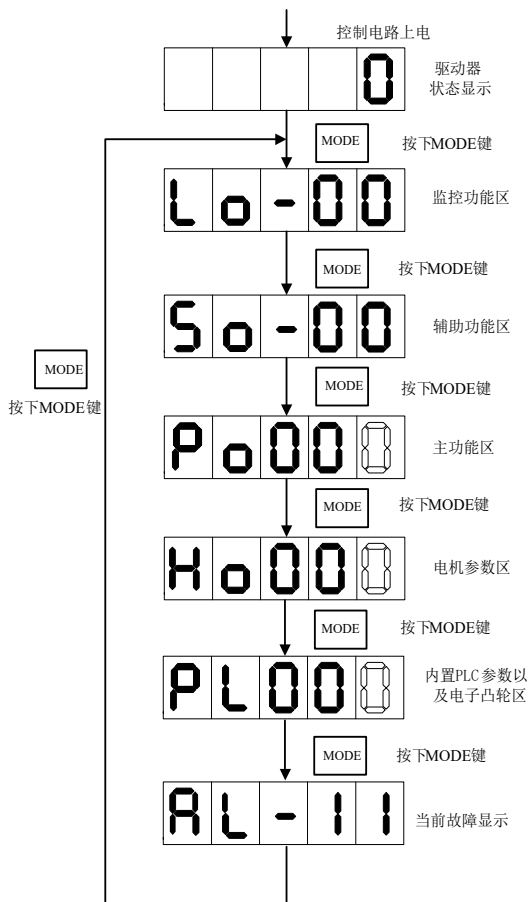 控制电路上电
0
驱动器
状态显示
MODE
按下MODE键
Lo-00
监控功能区
MODE
按下MODE键
So-00
辅助功能区
MODE
按下MODE键
MODE
按下MODE键
Po000
主功能区
MODE
按下MODE键
Ho000
电机参数区
MODE
按下MODE键
PL000
内置PLC参数以
及电子凸轮区
MODE
按下MODE键
AL-11
当前故障显示